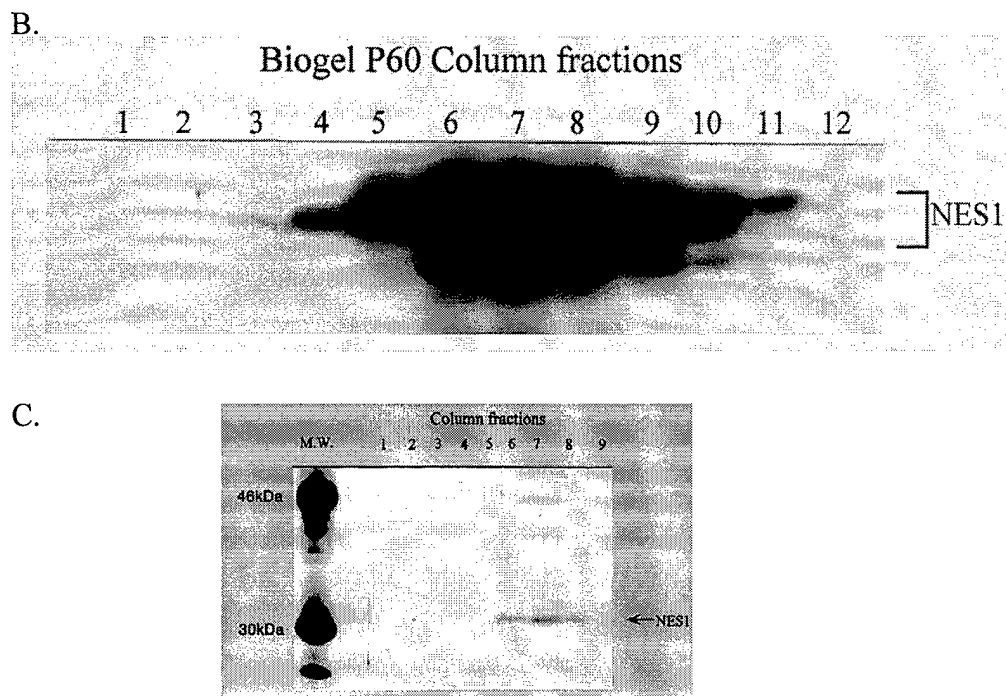 B.
Biogel P60 Column fractions
1 2 3 4 5 6 7 8 9 10 11 12
NES1
C.
Column fractions
M.W. 1 2 3 4 5 6 7 8 9
46kDa
30kDa
NES1